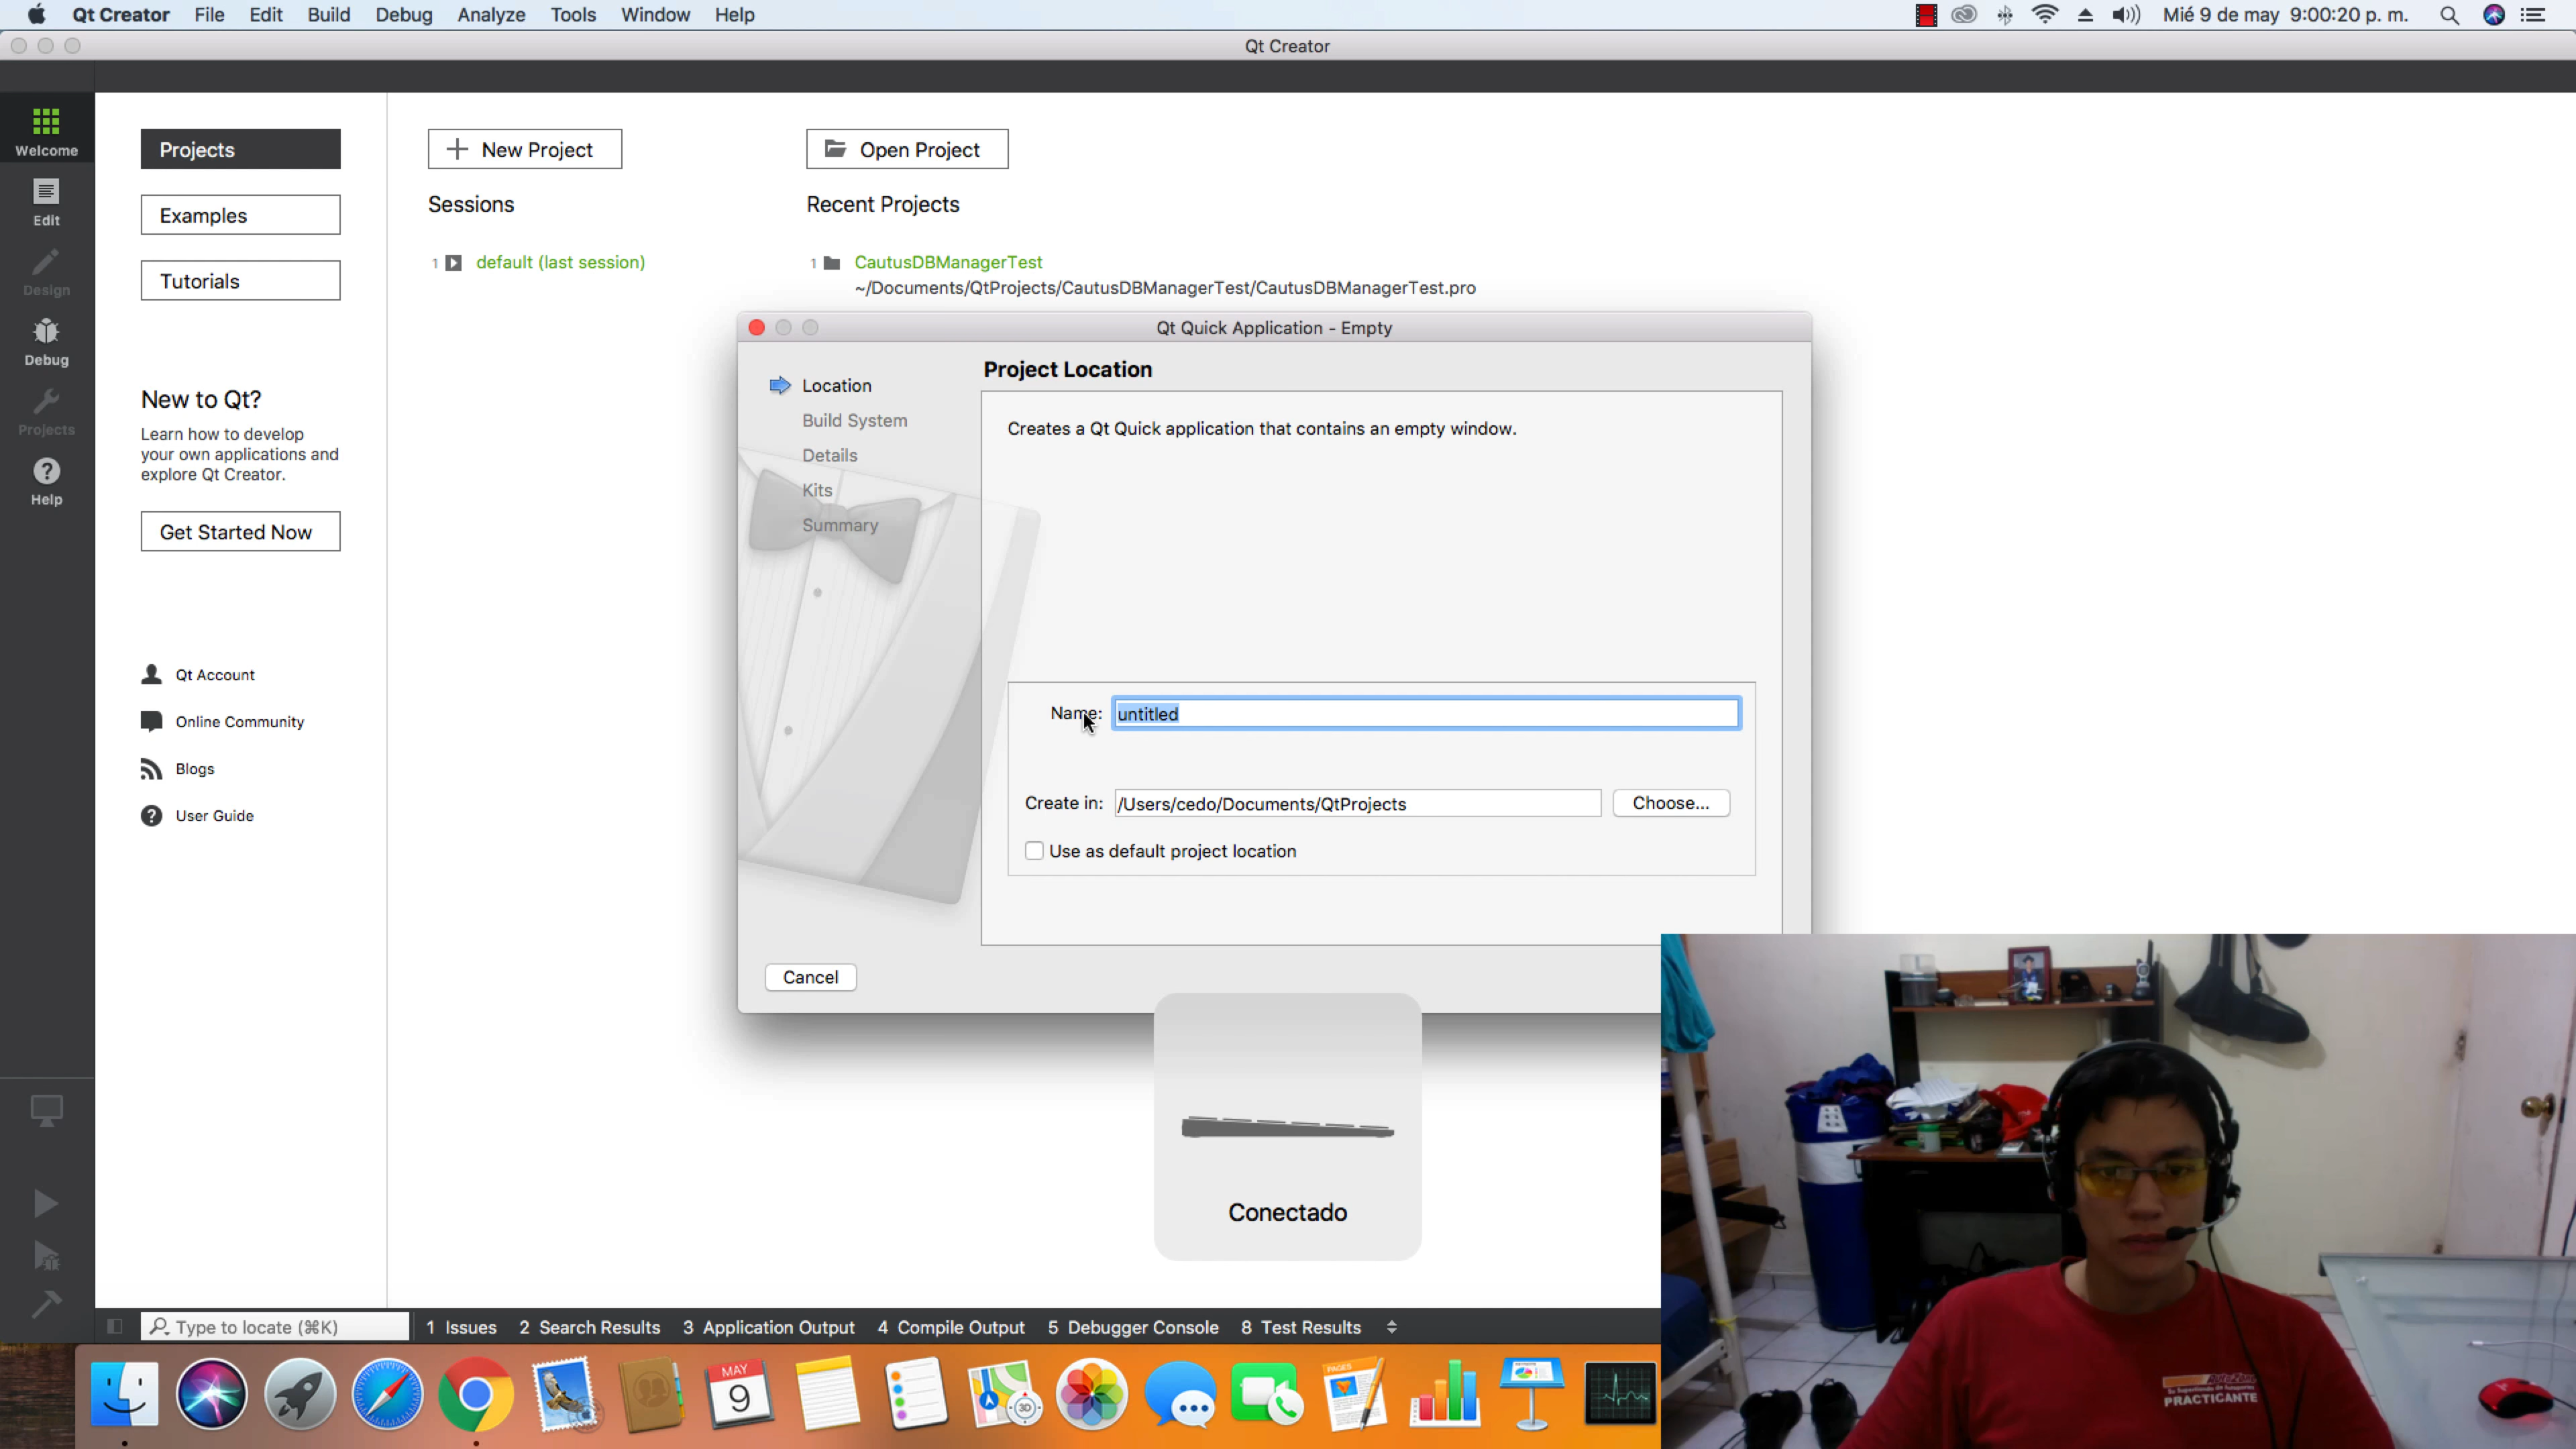 Qt Creator File Edit Build Debug Analyze Tools Window Help
Mié 9 de may 9:00:20 p. m.
Qt Creator
Welcome
Edit
Design
Debug
Projects
Help
Projects
Examples
Tutorials
New to Qt?
Learn how to develop
your own applications and
explore Qt Creator.
Get Started Now
Qt Account
Online Community
Blogs
User Guide
New Project
Sessions
1 default (last session)
Open Project
Recent Projects
1 CautusDBManagerTest
~/Documents/QtProjects/CautusDBManagerTest/CautusDBManagerTest.pro
Qt Quick Application - Empty
Location
Build System
Details
Kits
Summary
Project Location
Creates a Qt Quick application that contains an empty window.
Name: untitled
Create in: /Users/cedo/Documents/QtProjects Choose...
Use as default project location
Cancel
Conectado
Type to locate (⌘K) 1 Issues 2 Search Results 3 Application Output 4 Compile Output 5 Debugger Console 8 Test Results
MAY
9
3D
PAGES
PRACTICANTE